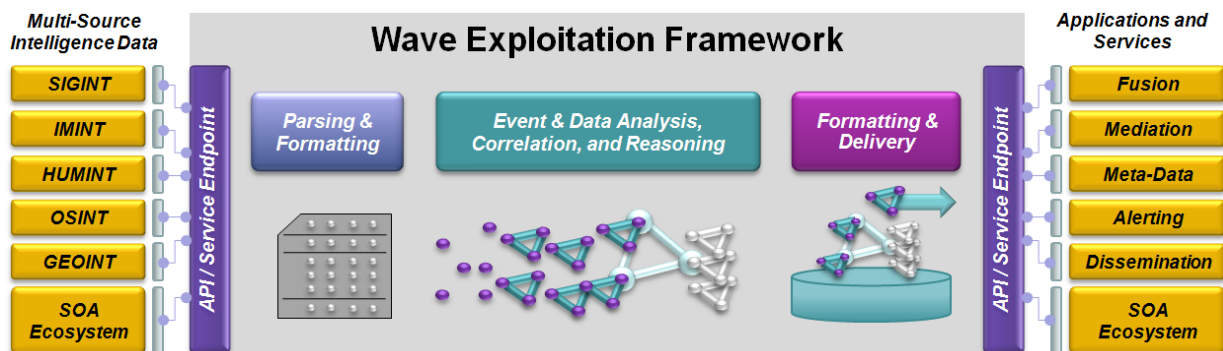 Multi-Source
Intelligence Data
SIGINT
IMINT
HUMINT
OSINT
GEOINT
SOA
Ecosystem
API / Service Endpoint
Wave Exploitation Framework
Parsing &
Formatting
Event & Data Analysis,
Correlation, and Reasoning
Formatting &
Delivery
API / Service Endpoint
Applications and
Services
Fusion
Mediation
Meta-Data
Alerting
Dissemination
SOA
Ecosystem